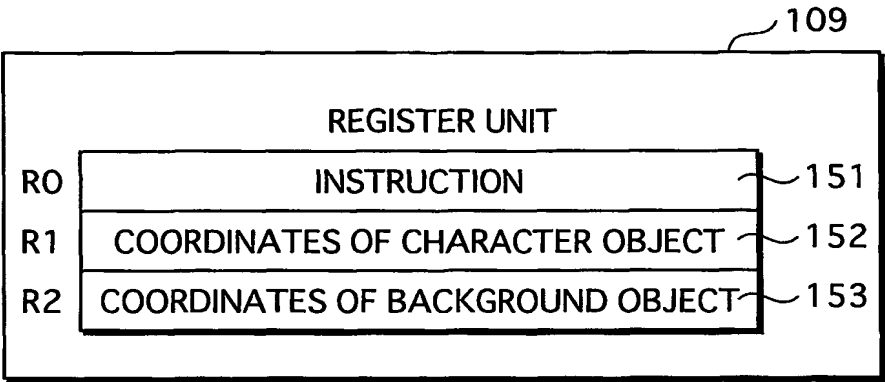 109
REGISTER UNIT
R0 INSTRUCTION 151
R1 COORDINATES OF CHARACTER OBJECT 152
R2 COORDINATES OF BACKGROUND OBJECT 153